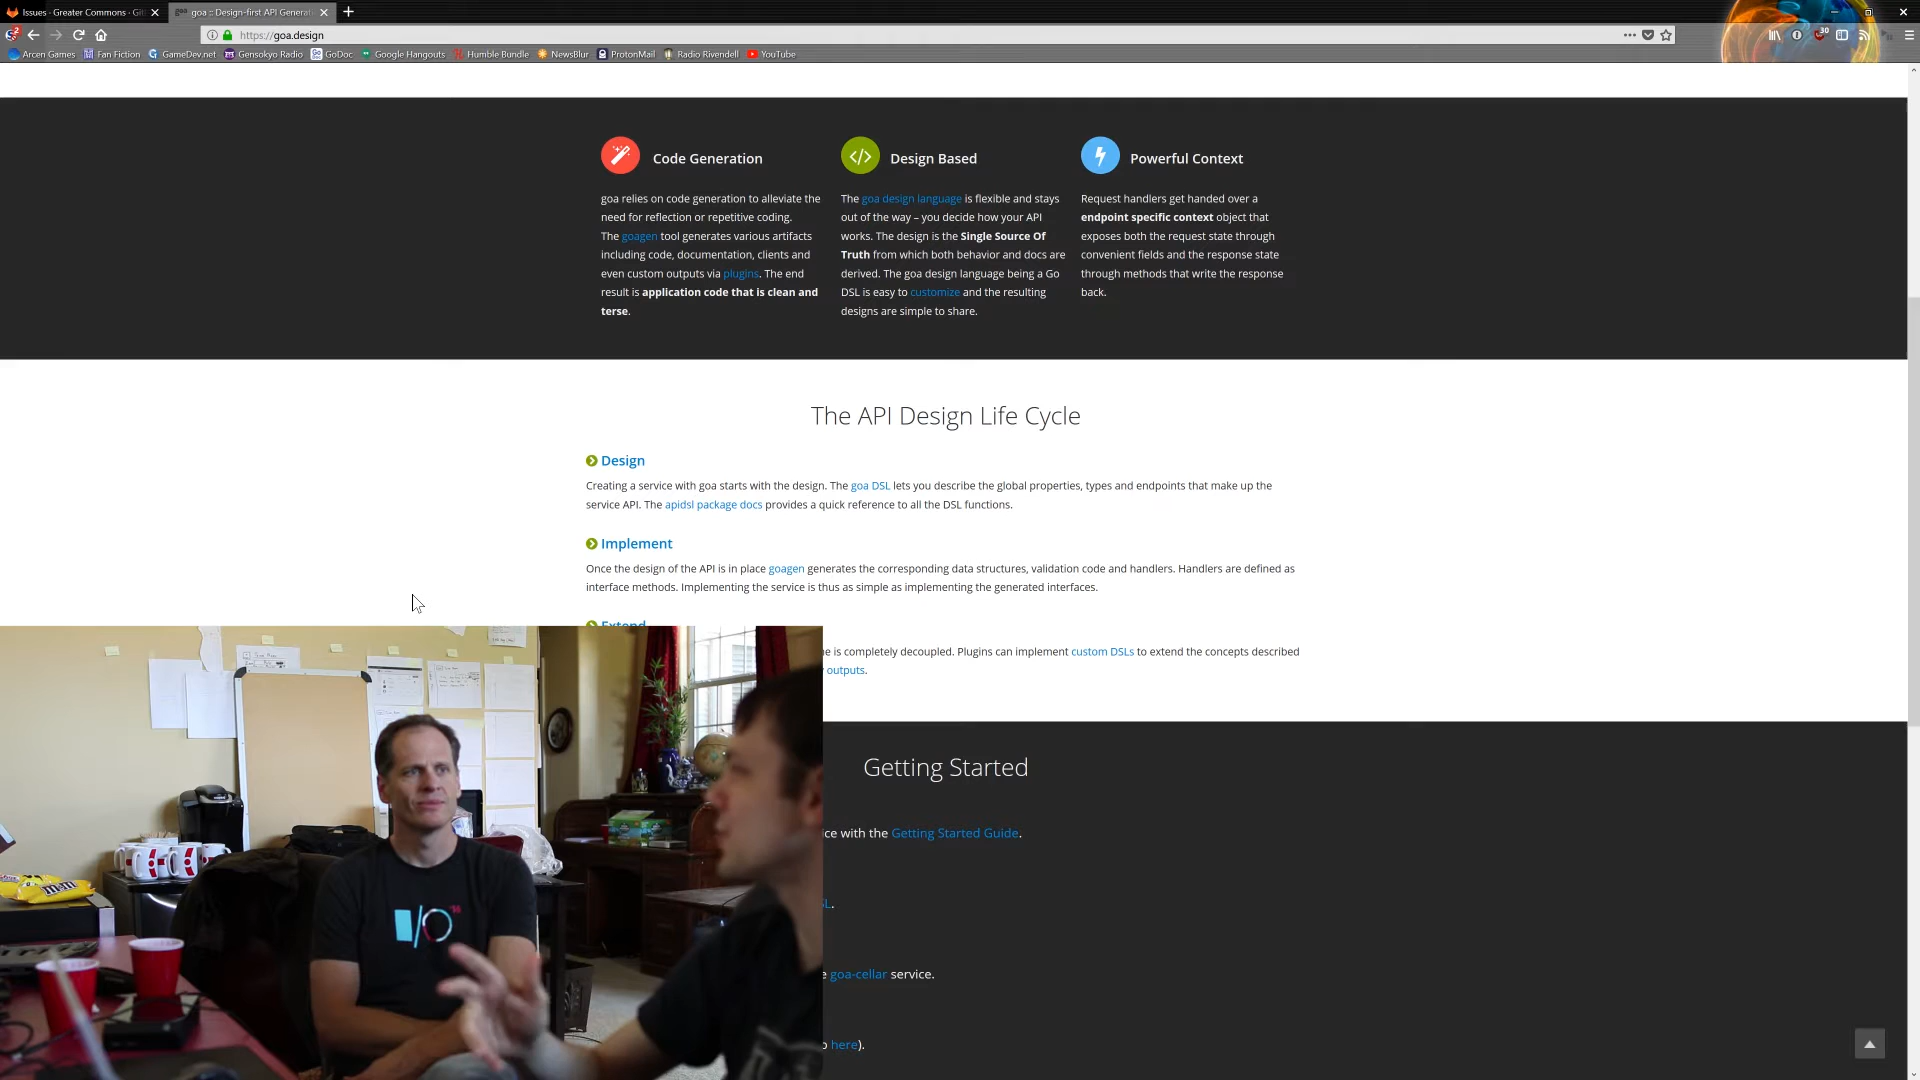 Issues · Greater Commons · Git
goa :: Design-first API Generat
https://goa.design
30
Arcen Games
Fan Fiction
GameDev.net
Gensokyo Radio
GoDoc
Google Hangouts
Humble Bundle
NewsBlur
ProtonMail
Radio Rivendell
YouTube
Code Generation
goa relies on code generation to alleviate the
need for reflection or repetitive coding.
The goagen tool generates various artifacts
including code, documentation, clients and
even custom outputs via plugins. The end
result is application code that is clean and
terse.
Design Based
The goa design language is flexible and stays
out of the way – you decide how your API
works. The design is the Single Source Of
Truth from which both behavior and docs are
derived. The goa design language being a Go
DSL is easy to customize and the resulting
designs are simple to share.
Powerful Context
Request handlers get handed over a
endpoint specific context object that
exposes both the request state through
convenient fields and the response state
through methods that write the response
back.
The API Design Life Cycle
Design
Creating a service with goa starts with the design. The goa DSL lets you describe the global properties, types and endpoints that make up the
service API. The apidsl package docs provides a quick reference to all the DSL functions.
Implement
Once the design of the API is in place goagen generates the corresponding data structures, validation code and handlers. Handlers are defined as
interface methods. Implementing the service is thus as simple as implementing the generated interfaces.
Extend
e is completely decoupled. Plugins can implement custom DSLs to extend the concepts described
outputs.
Getting Started
ice with the Getting Started Guide.
SL.
e goa-cellar service.
o here).
I/O
m&m's